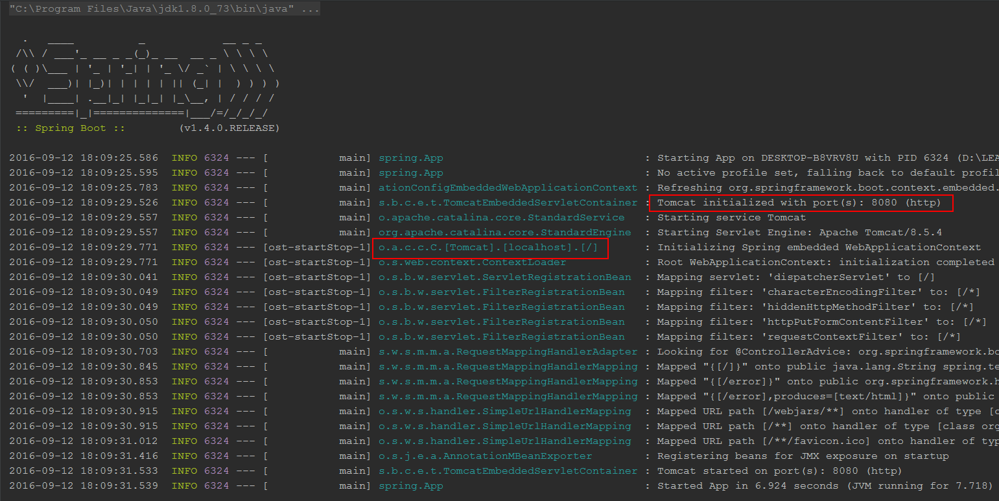 "C:\Program Files\Java\jdk1.8.0_73\bin\java" ...
  .   ____          _            __ _ _
 /\\ / ___'_ __ _ _(_)_ __  __ _ \ \ \ \
( ( )\___ | '_ | '_| | '_ \/ _` | \ \ \ \
 \\/  ___)| |_)| | | | | || (_| |  ) ) ) )
  '  |____| .__|_| |_|_| |_\__, | / / / /
 =========|_|==============|___/=/_/_/_/
 :: Spring Boot ::        (v1.4.0.RELEASE)
2016-09-12 18:09:25.586  INFO 6324 --- [           main] spring.App                               : Starting App on DESKTOP-B8VRV8U with PID 6324 (D:\LEA
2016-09-12 18:09:25.595  INFO 6324 --- [           main] spring.App                               : No active profile set, falling back to default profil
2016-09-12 18:09:25.783  INFO 6324 --- [           main] ationConfigEmbeddedWebApplicationContext : Refreshing org.springframework.boot.context.embedded.
2016-09-12 18:09:29.526  INFO 6324 --- [           main] s.b.c.e.t.TomcatEmbeddedServletContainer : Tomcat initialized with port(s): 8080 (http)
2016-09-12 18:09:29.557  INFO 6324 --- [           main] o.apache.catalina.core.StandardService   : Starting service Tomcat
2016-09-12 18:09:29.557  INFO 6324 --- [           main] org.apache.catalina.core.StandardEngine  : Starting Servlet Engine: Apache Tomcat/8.5.4
2016-09-12 18:09:29.771  INFO 6324 --- [ost-startStop-1] o.a.c.c.C.[Tomcat].[localhost].[/]       : Initializing Spring embedded WebApplicationContext
2016-09-12 18:09:29.771  INFO 6324 --- [ost-startStop-1] o.s.web.context.ContextLoader            : Root WebApplicationContext: initialization completed
2016-09-12 18:09:30.041  INFO 6324 --- [ost-startStop-1] o.s.b.w.servlet.ServletRegistrationBean  : Mapping servlet: 'dispatcherServlet' to [/]
2016-09-12 18:09:30.049  INFO 6324 --- [ost-startStop-1] o.s.b.w.servlet.FilterRegistrationBean   : Mapping filter: 'characterEncodingFilter' to: [/*]
2016-09-12 18:09:30.049  INFO 6324 --- [ost-startStop-1] o.s.b.w.servlet.FilterRegistrationBean   : Mapping filter: 'hiddenHttpMethodFilter' to: [/*]
2016-09-12 18:09:30.050  INFO 6324 --- [ost-startStop-1] o.s.b.w.servlet.FilterRegistrationBean   : Mapping filter: 'httpPutFormContentFilter' to: [/*]
2016-09-12 18:09:30.050  INFO 6324 --- [ost-startStop-1] o.s.b.w.servlet.FilterRegistrationBean   : Mapping filter: 'requestContextFilter' to: [/*]
2016-09-12 18:09:30.703  INFO 6324 --- [           main] s.w.s.m.m.a.RequestMappingHandlerAdapter : Looking for @ControllerAdvice: org.springframework.bo
2016-09-12 18:09:30.845  INFO 6324 --- [           main] s.w.s.m.m.a.RequestMappingHandlerMapping : Mapped "{[/]}" onto public java.lang.String spring.te
2016-09-12 18:09:30.853  INFO 6324 --- [           main] s.w.s.m.m.a.RequestMappingHandlerMapping : Mapped "{[/error]}" onto public org.springframework.h
2016-09-12 18:09:30.853  INFO 6324 --- [           main] s.w.s.m.m.a.RequestMappingHandlerMapping : Mapped "{[/error],produces=[text/html]}" onto public
2016-09-12 18:09:30.915  INFO 6324 --- [           main] o.s.w.s.handler.SimpleUrlHandlerMapping  : Mapped URL path [/webjars/**] onto handler of type [c
2016-09-12 18:09:30.915  INFO 6324 --- [           main] o.s.w.s.handler.SimpleUrlHandlerMapping  : Mapped URL path [/**] onto handler of type [class org
2016-09-12 18:09:31.012  INFO 6324 --- [           main] o.s.w.s.handler.SimpleUrlHandlerMapping  : Mapped URL path [/**/favicon.ico] onto handler of typ
2016-09-12 18:09:31.416  INFO 6324 --- [           main] o.s.j.e.a.AnnotationMBeanExporter        : Registering beans for JMX exposure on startup
2016-09-12 18:09:31.533  INFO 6324 --- [           main] s.b.c.e.t.TomcatEmbeddedServletContainer : Tomcat started on port(s): 8080 (http)
2016-09-12 18:09:31.539  INFO 6324 --- [           main] spring.App                               : Started App in 6.924 seconds (JVM running for 7.718)